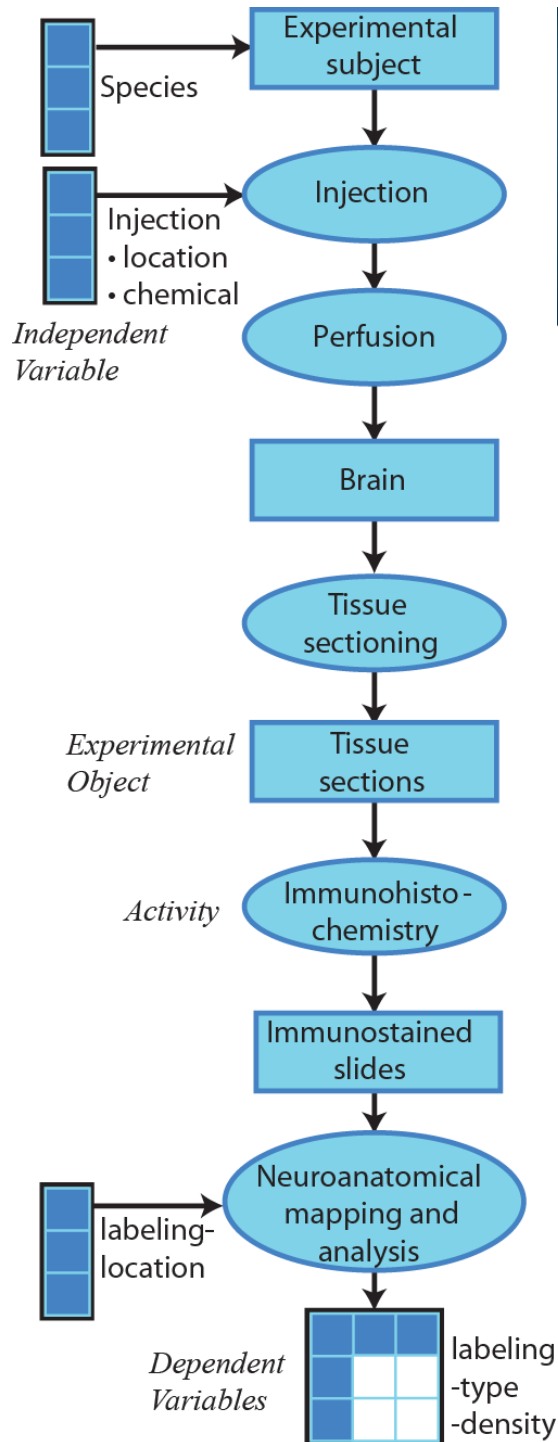 Experimental
subject
Species
Injection
Injection
• location
• chemical
Independent
Variable
Perfusion
Brain
Tissue
sectioning
Experimental
Object
Tissue
sections
Activity
Immunohisto-
chemistry
Immunostained
slides
Neuroanatomical
mapping and
analysis
labeling-
location
Dependent
Variables
labeling
-type
-density